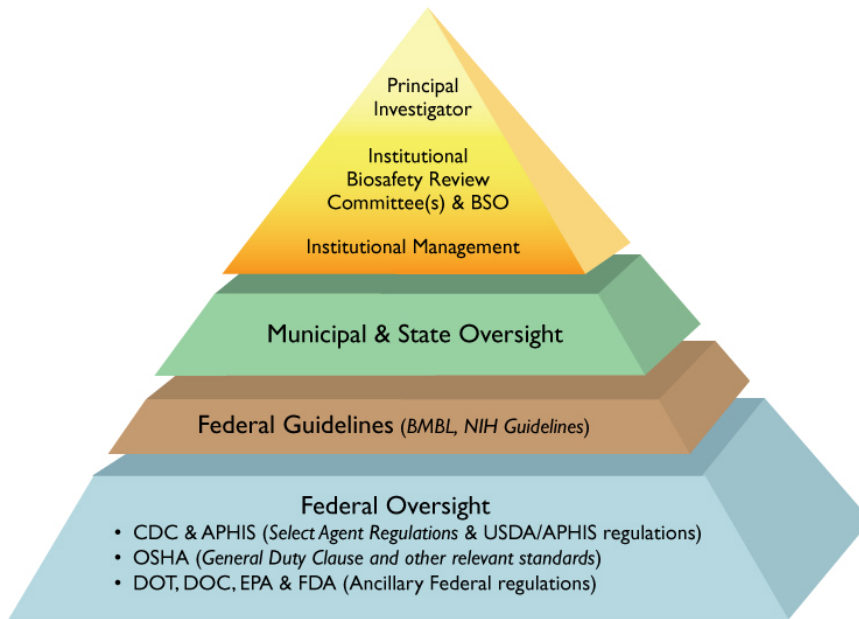 Principal
Investigator
Institutional
Biosafety Review
Committee(s) & BSO
Institutional Management
Municipal & State Oversight
Federal Guidelines (BMBL, NIH Guidelines)
Federal Oversight
• CDC & APHIS (Select Agent Regulations & USDA/APHIS regulations)
• OSHA (General Duty Clause and other relevant standards)
• DOT, DOC, EPA & FDA (Ancillary Federal regulations)